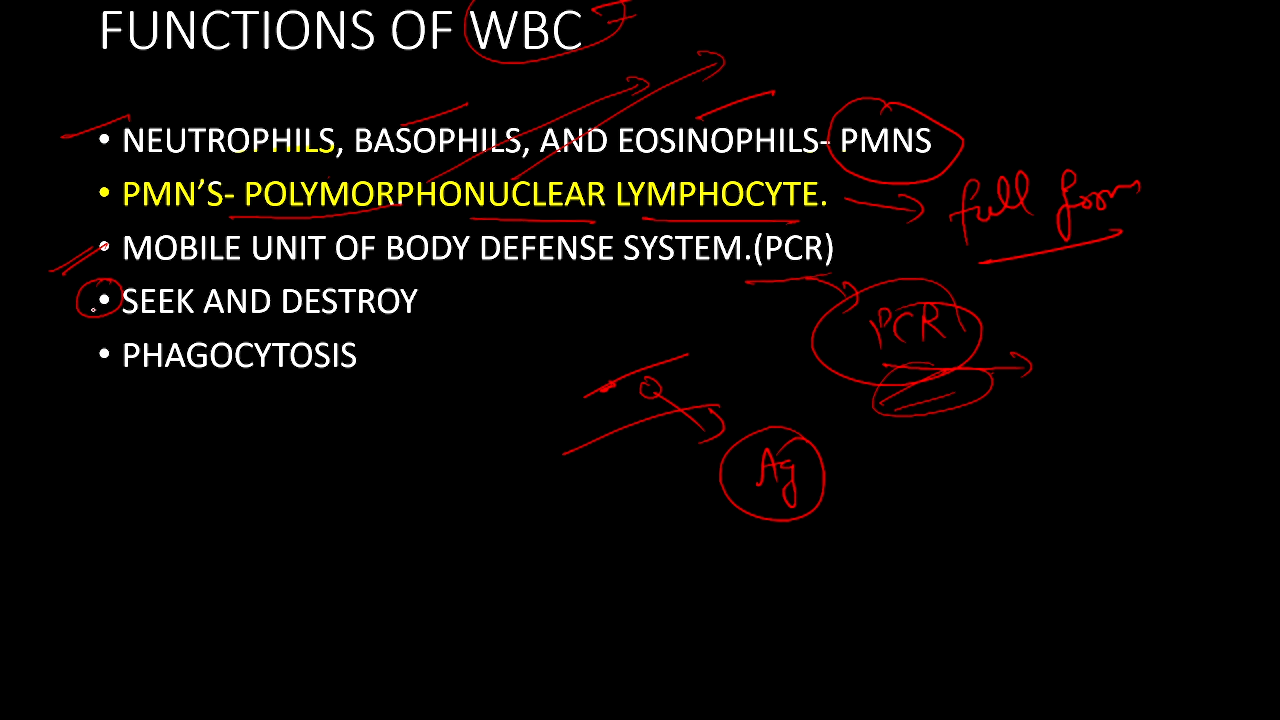 FUNCTIONS OF WBC
• NEUTROPHILS, BASOPHILS, AND EOSINOPHILS- PMNS
• PMN'S- POLYMORPHONUCLEAR LYMPHOCYTE.
full form
• MOBILE UNIT OF BODY DEFENSE SYSTEM.(PCR)
• SEEK AND DESTROY
PCR
• PHAGOCYTOSIS
Ag